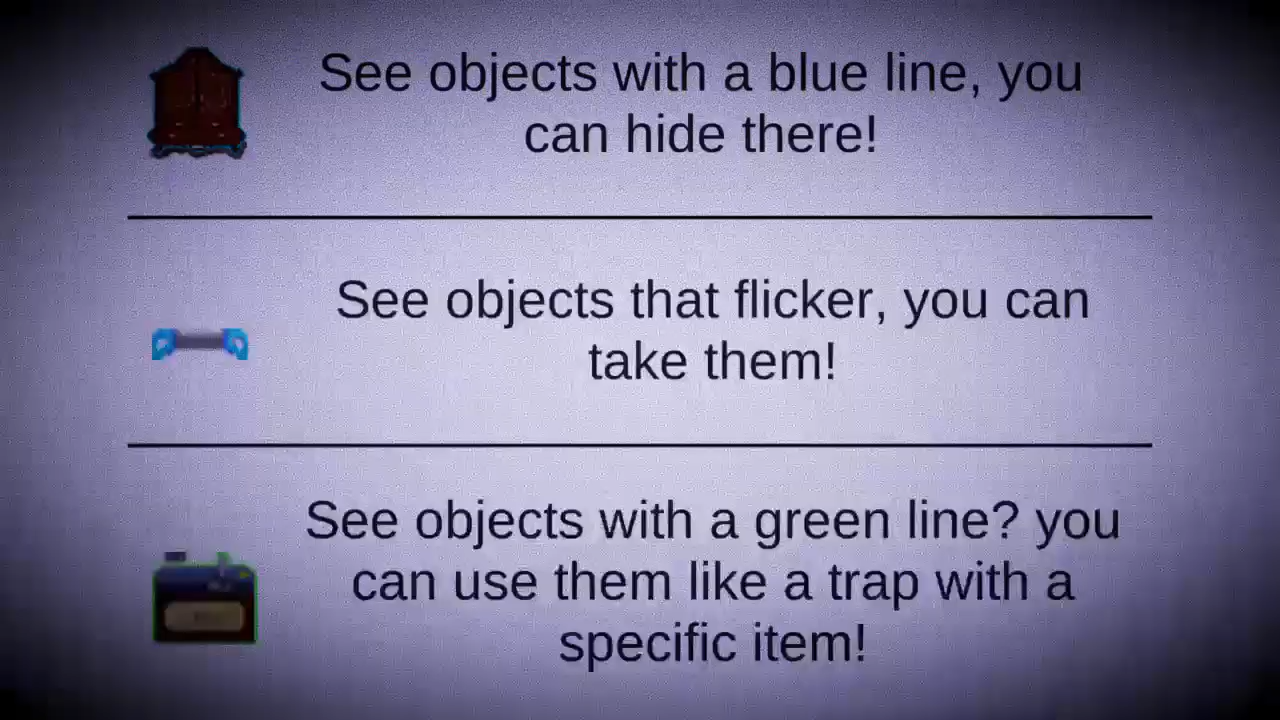 See objects with a blue line, you
can hide there!
See objects that flicker, you can
take them!
See objects with a green line? you
can use them like a trap with a
specific item!